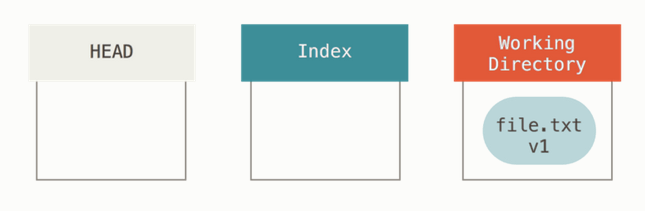 HEAD
Index
Working
Directory
file.txt
v1